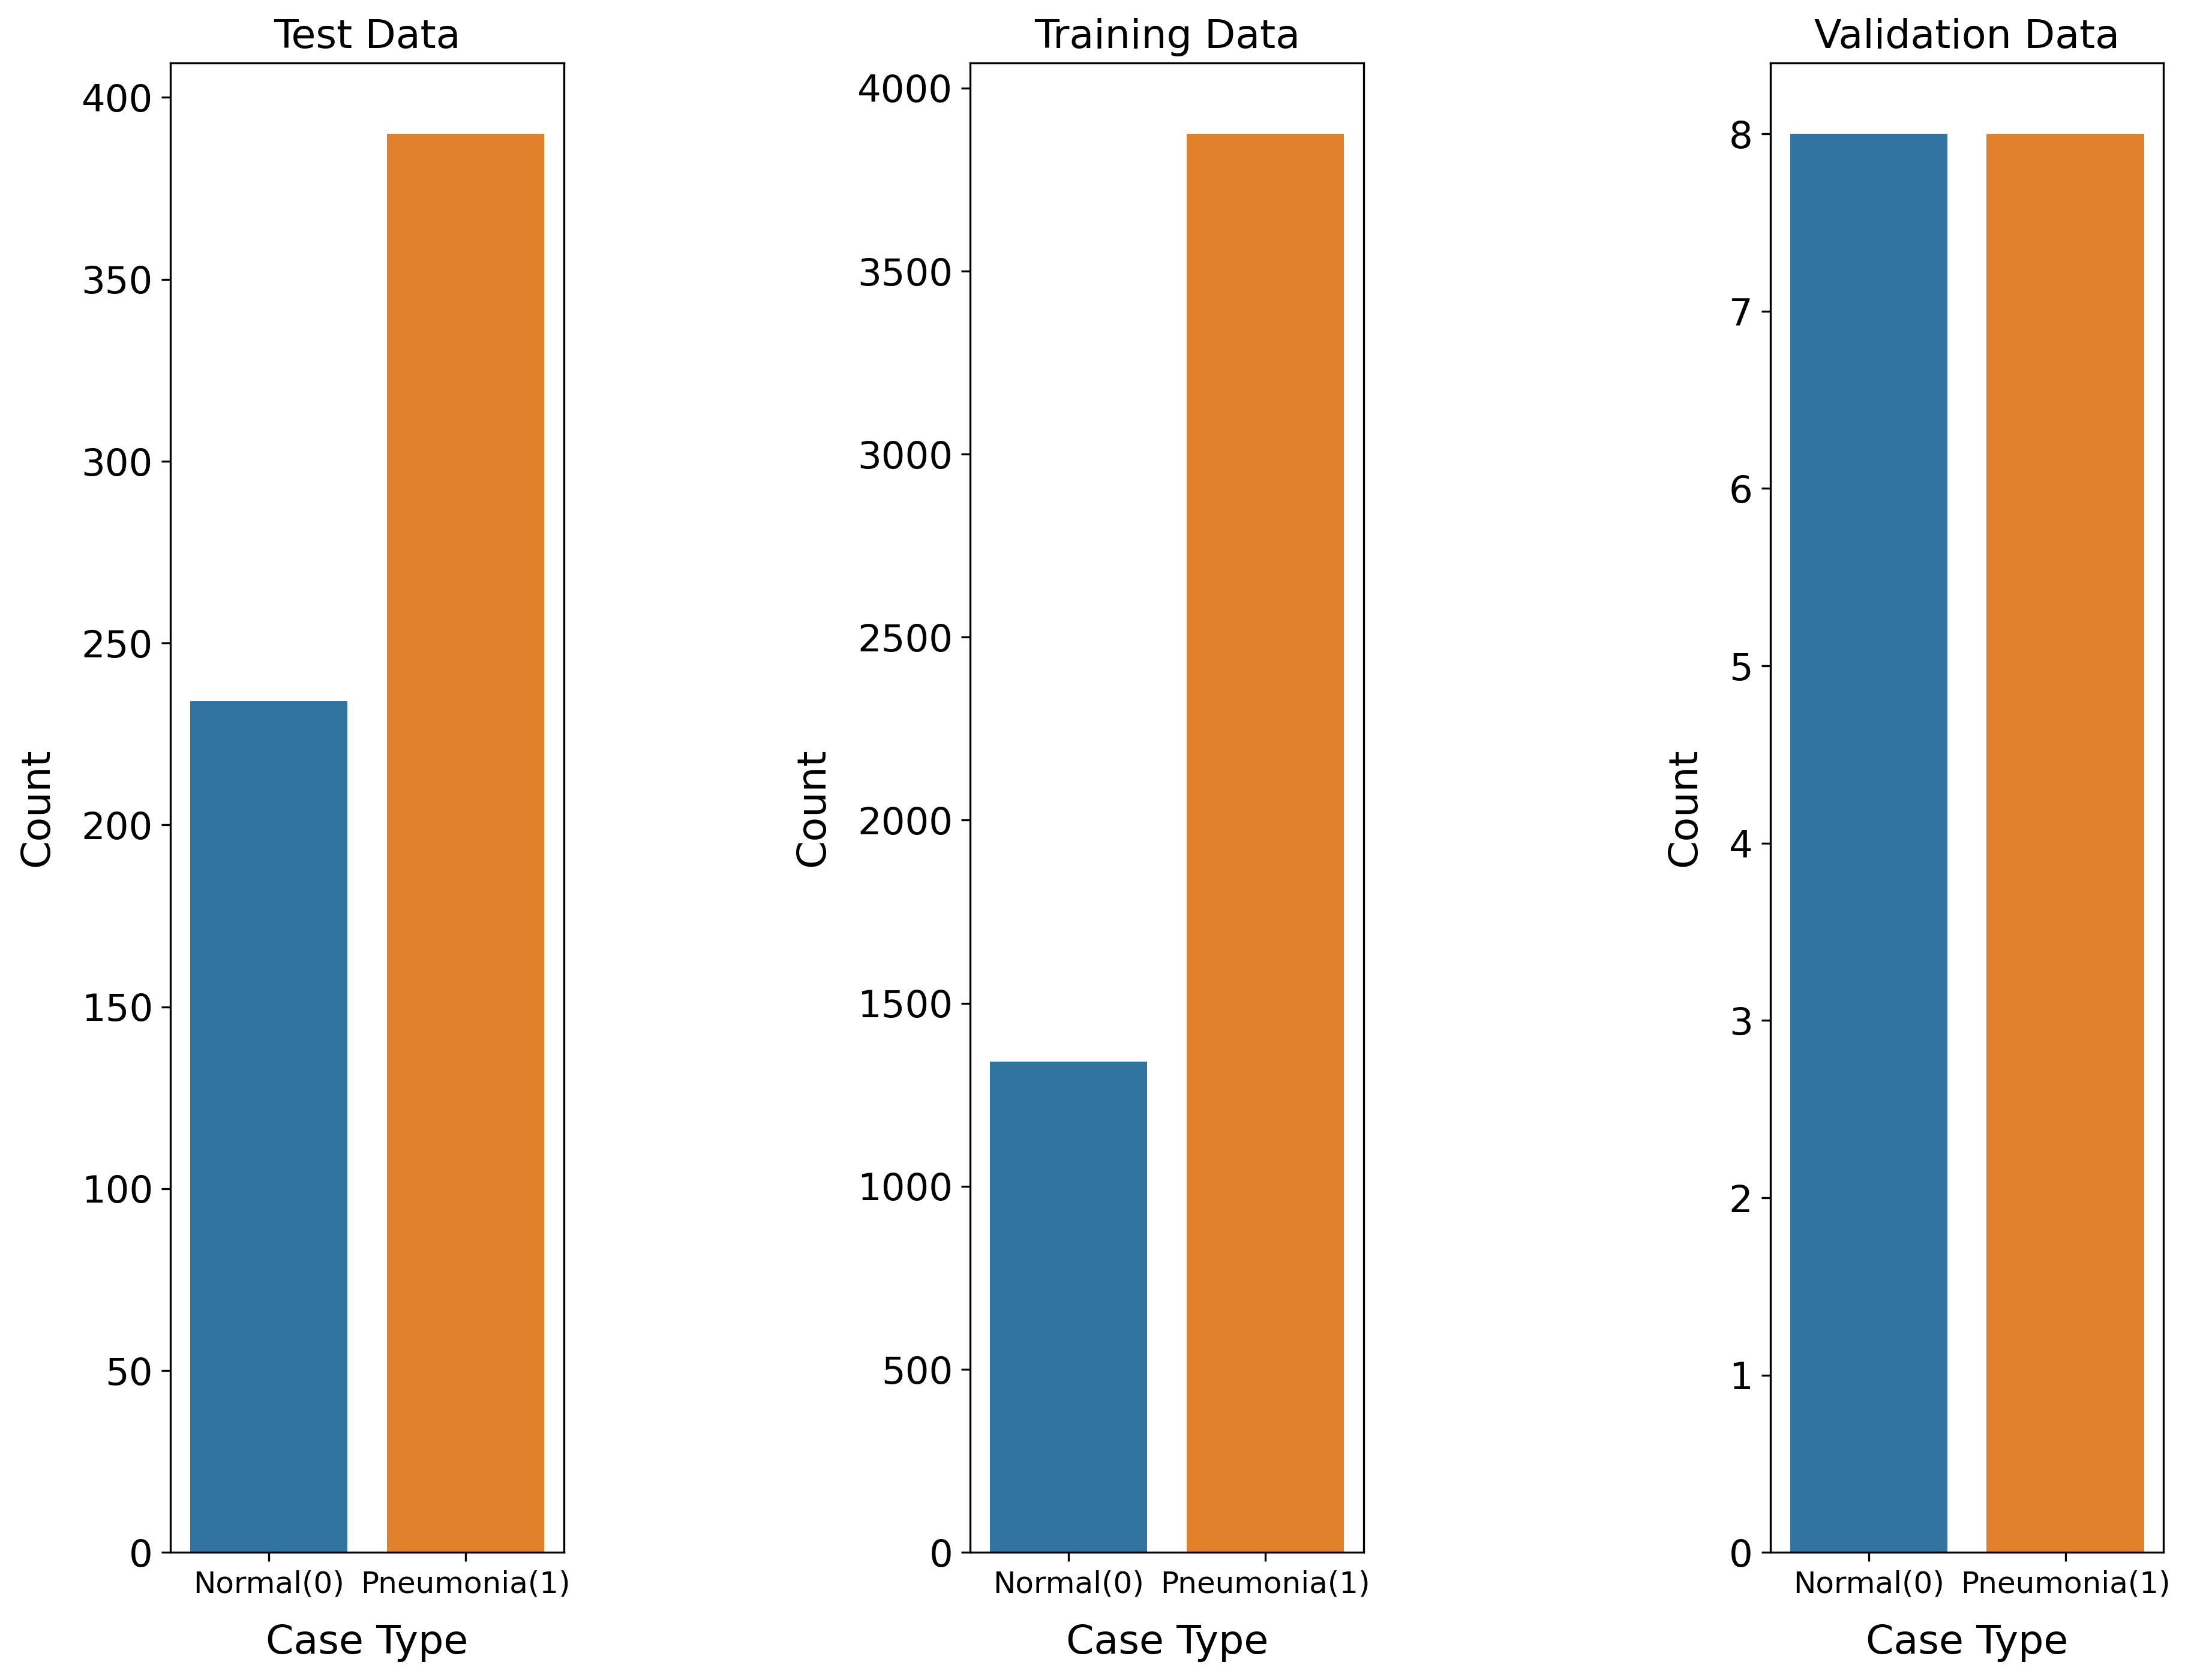 Test Data
Training Data
Validation Data
400
350
300
250
200
150
100
50
0
Count
Normal(0)
Pneumonia(1)
Case Type
4000
3500
3000
2500
2000
1500
1000
500
0
Count
Normal(0)
Pneumonia(1)
Case Type
8
7
6
5
4
3
2
1
0
Count
Normal(0)
Pneumonia(1)
Case Type